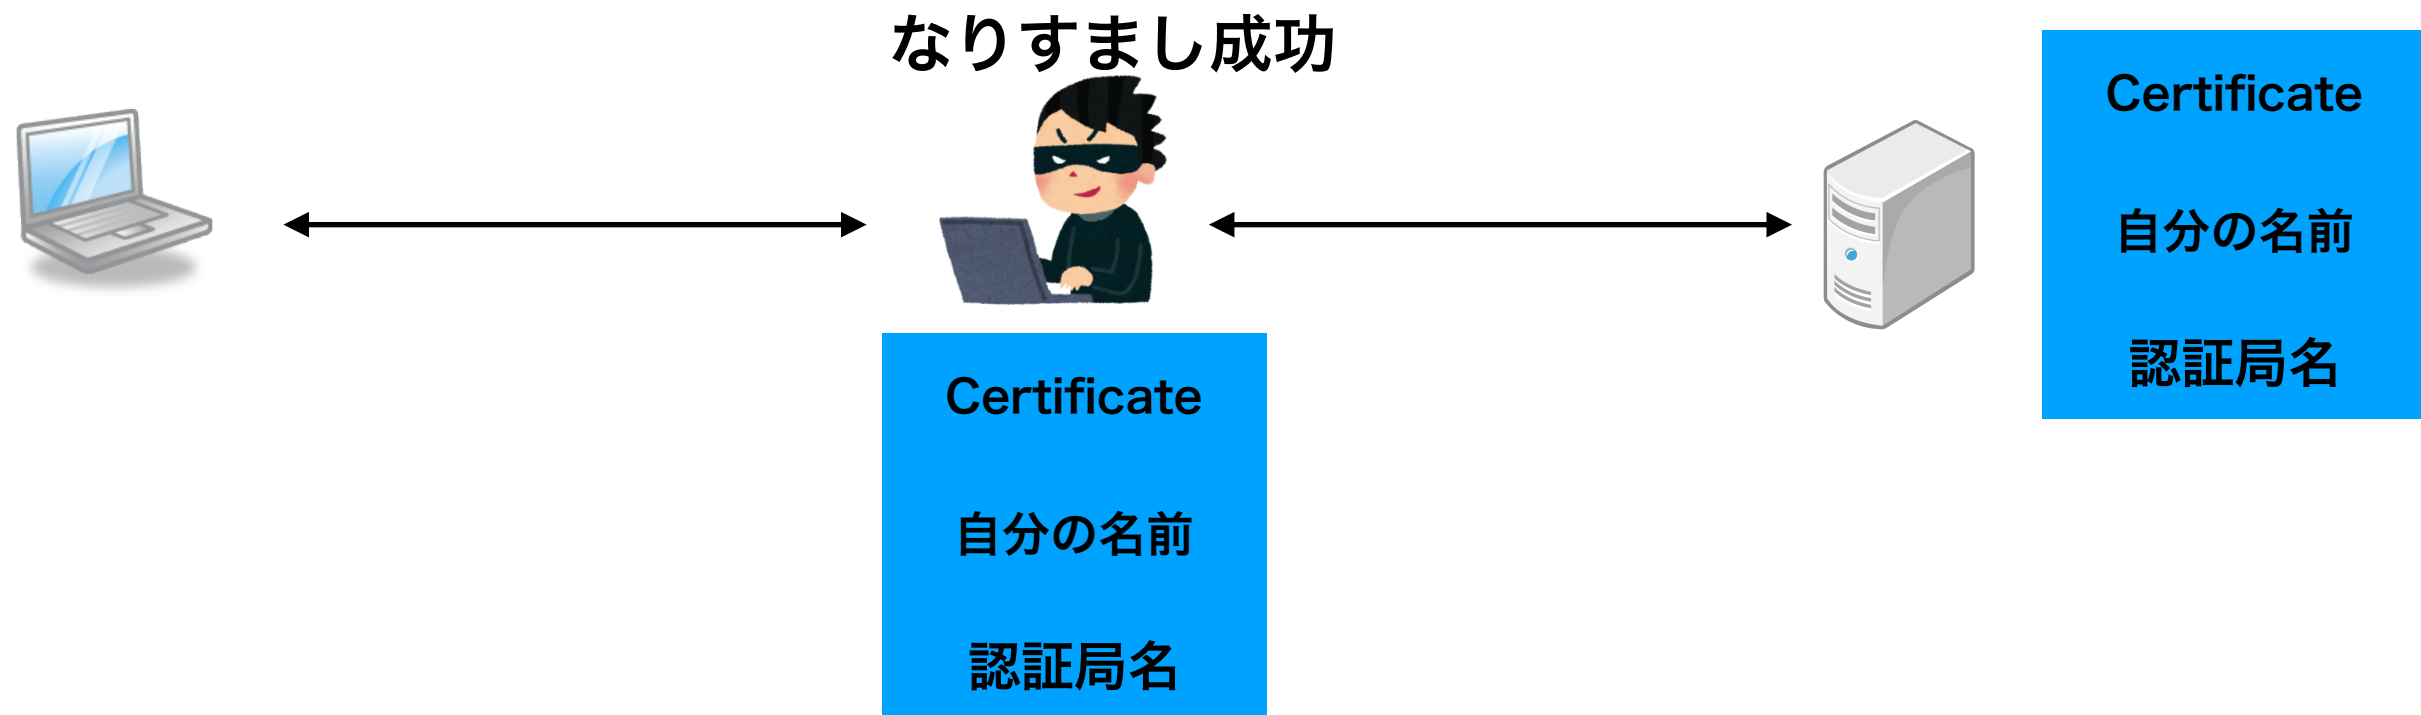 なりすまし成功
Certificate
自分の名前
認証局名
Certificate
自分の名前
認証局名